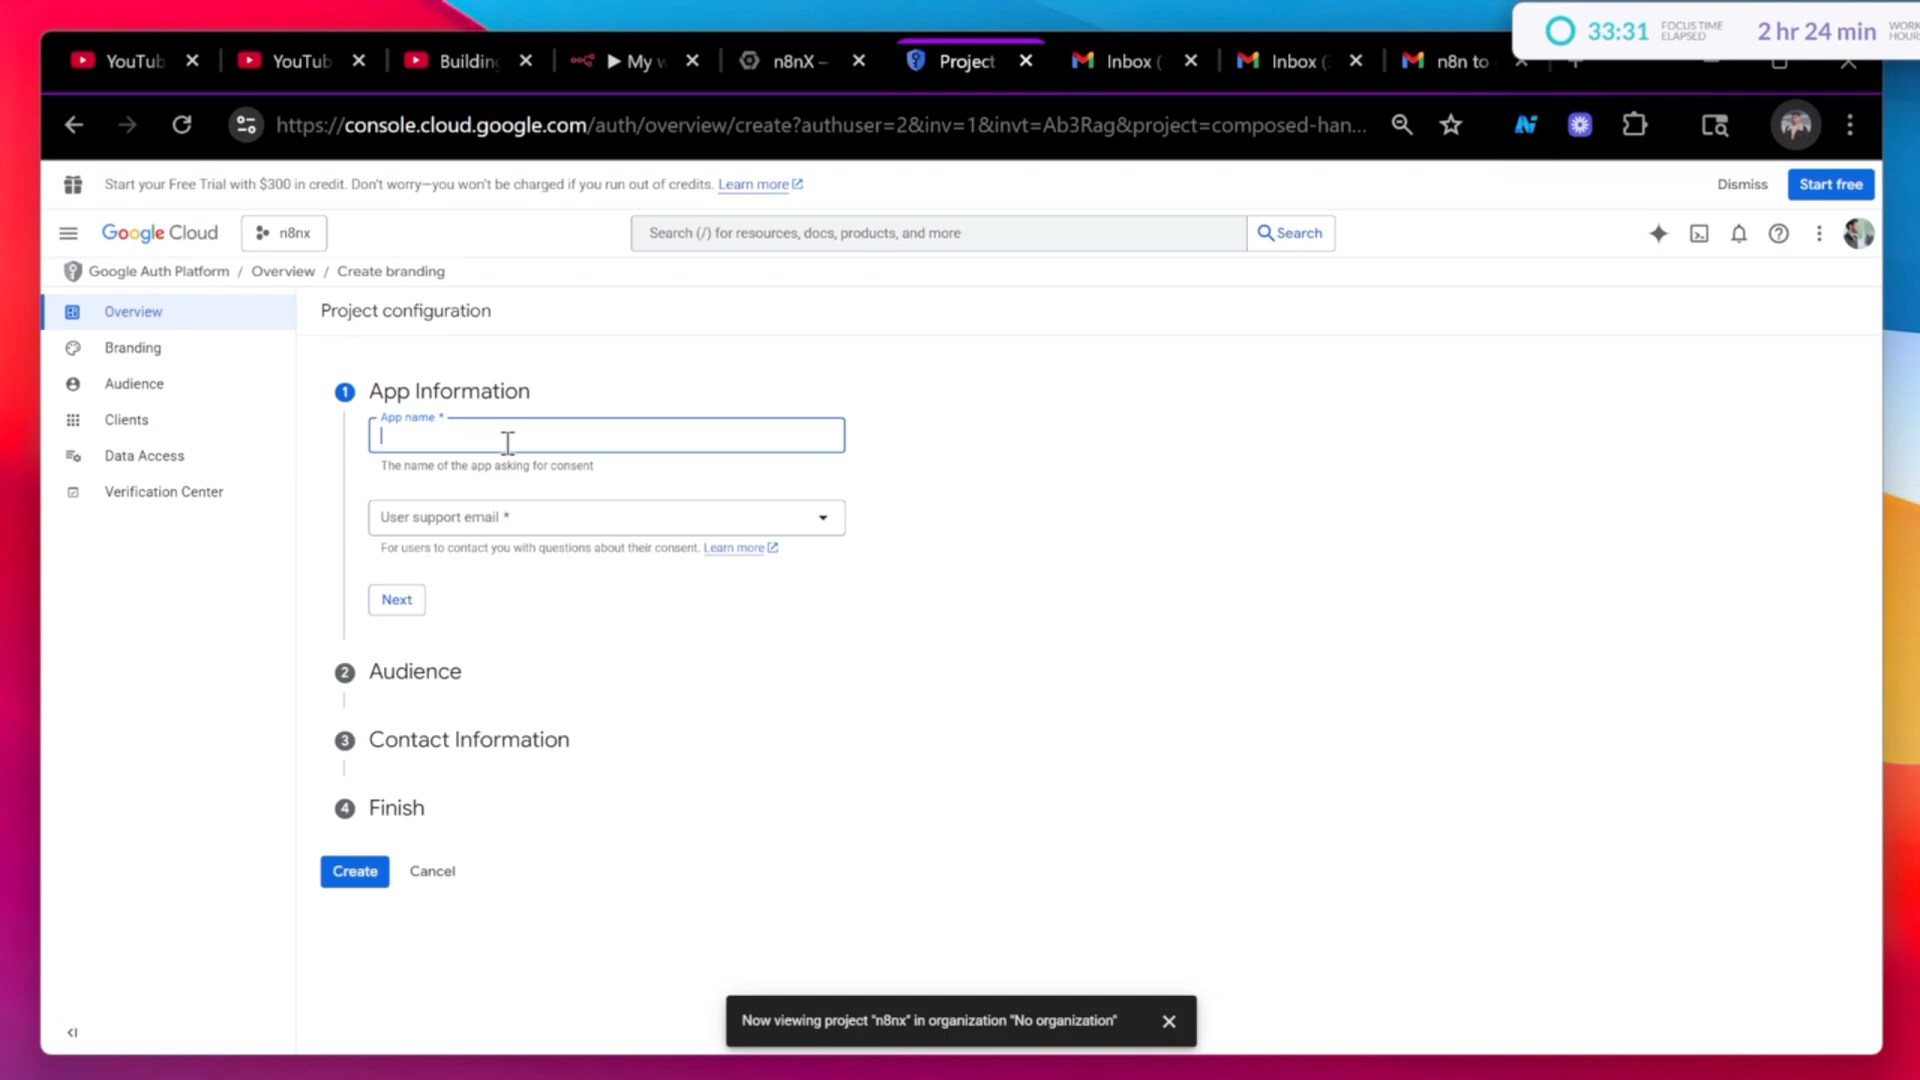 33:31 FOCUS TIME ELAPSED 2 hr 24 min
YouTub YouTub Building My w n8nX – Project Inbox ( Inbox ( n8n to
https://console.cloud.google.com/auth/overview/create?authuser=2&inv=1&invt=Ab3Rag&project=composed-han...
Start your Free Trial with $300 in credit. Don't worry—you won't be charged if you run out of credits. Learn more Dismiss Start free
Google Cloud n8nx Search (/) for resources, docs, products, and more Search
Google Auth Platform / Overview / Create branding
Overview
Branding
Audience
Clients
Data Access
Verification Center
Project configuration
1 App Information
App name *
The name of the app asking for consent
User support email *
For users to contact you with questions about their consent. Learn more
Next
2 Audience
3 Contact Information
4 Finish
Create Cancel
Now viewing project "n8nx" in organization "No organization"